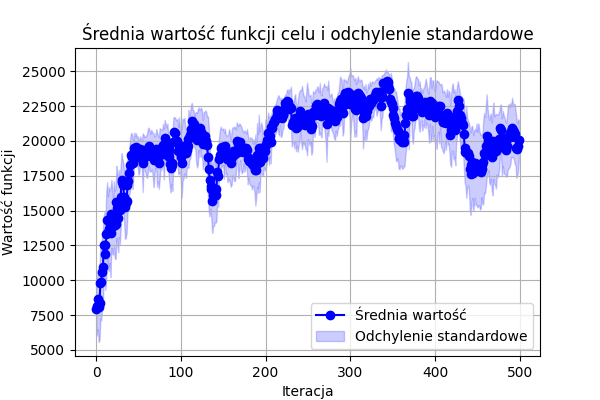 Średnia wartość funkcji celu i odchylenie standardowe
Wartość funkcji
25000
22500
20000
17500
15000
12500
10000
7500
5000
Średnia wartość
Odchylenie standardowe
0 100 200 300 400 500
Iteracja